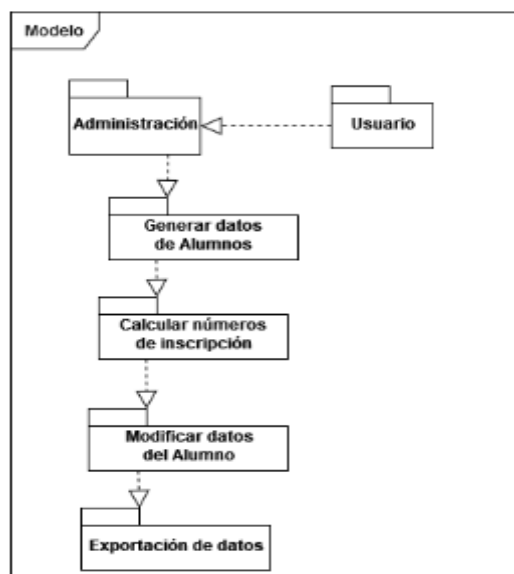 Modelo
Administración
Usuario
Generar datos
de Alumnos
Calcular números
de inscripción
Modificar datos
del Alumno
Exportación de datos